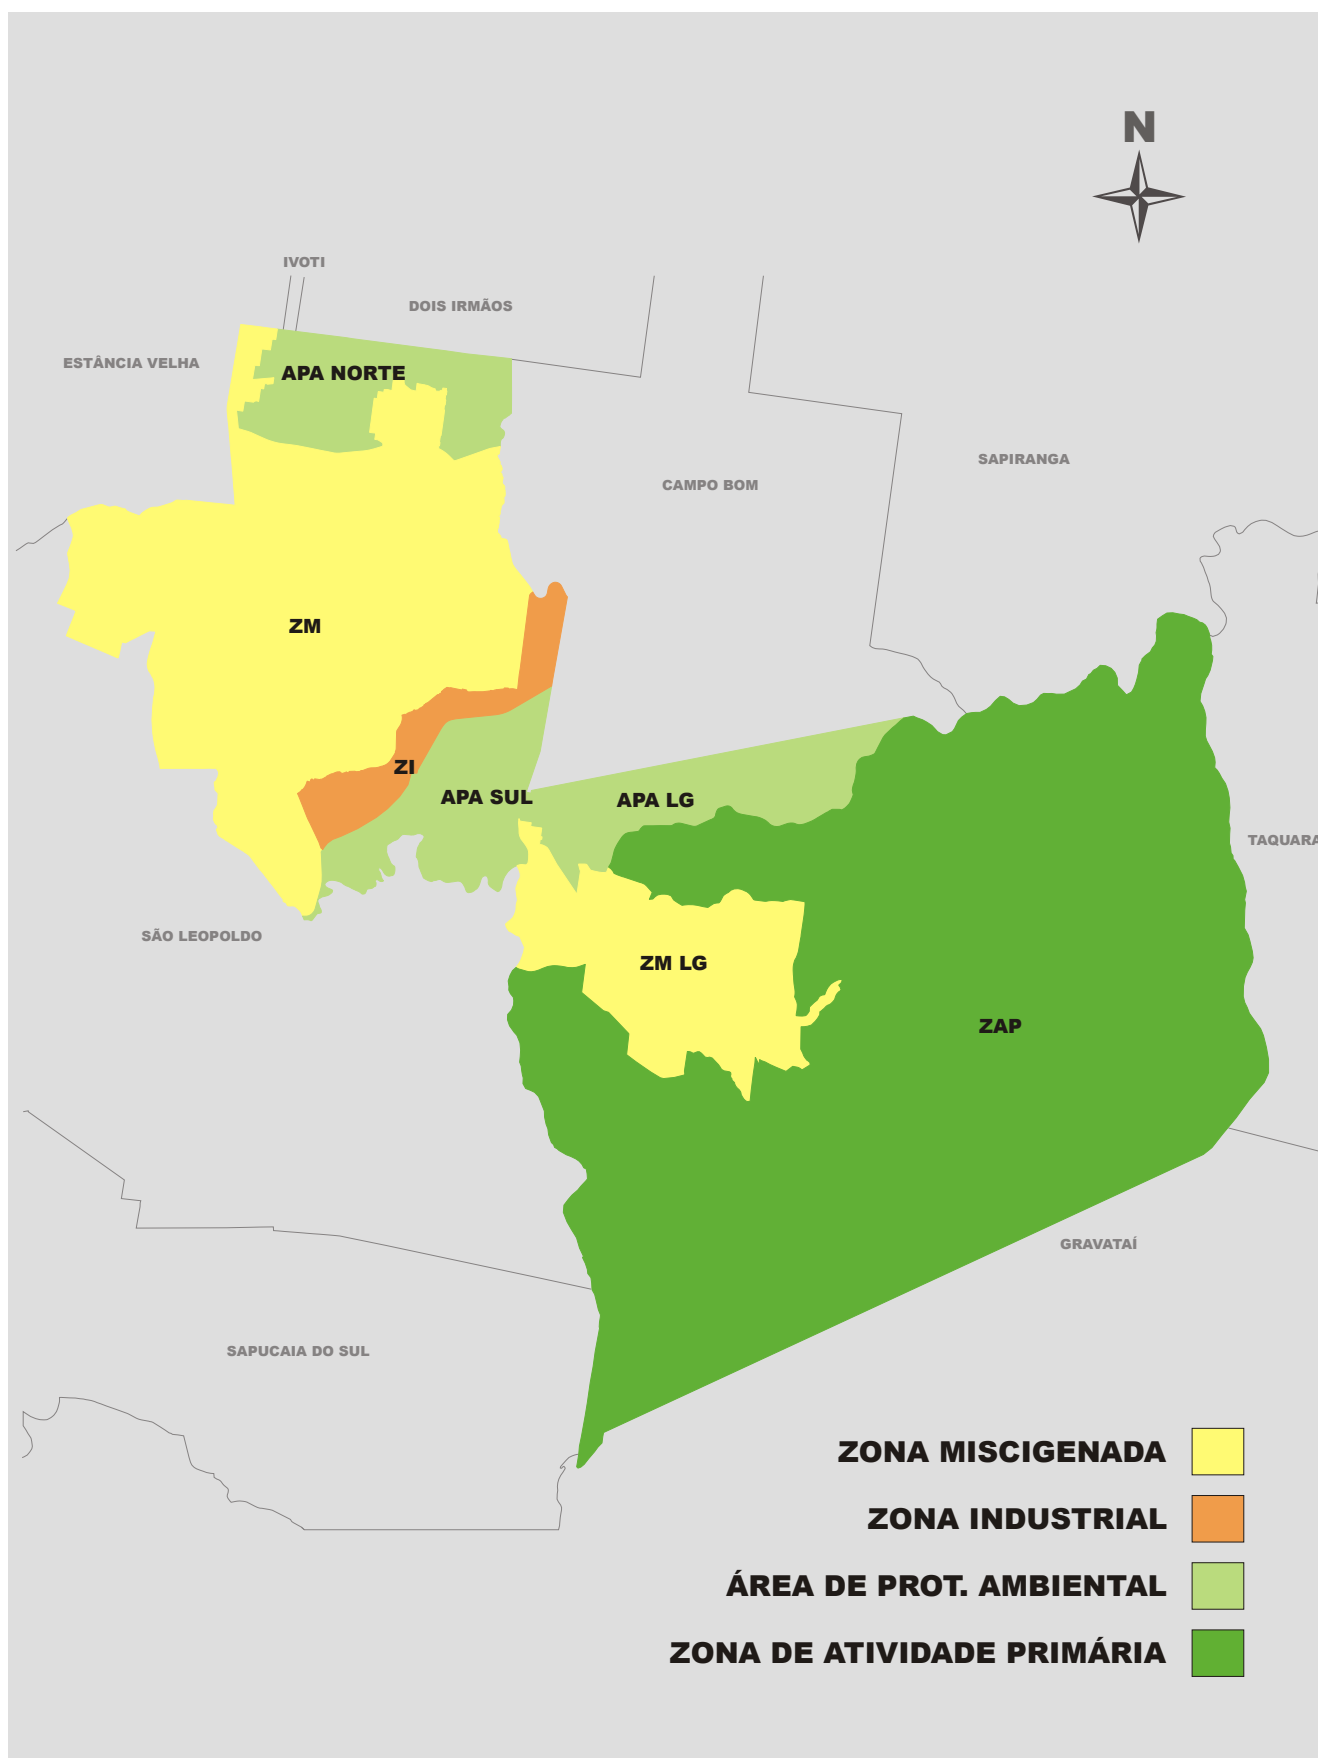 N
IVOTI
DOIS IRMÃOS
ESTÂNCIA VELHA
APA NORTE
SAPIRANGA
CAMPO BOM
ZM
ZI
APA SUL
APA LG
TAQUARA
SÃO LEOPOLDO
ZM LG
ZAP
GRAVATAÍ
SAPUCAIA DO SUL
ZONA MISCIGENADA
ZONA INDUSTRIAL
ÁREA DE PROT. AMBIENTAL
ZONA DE ATIVIDADE PRIMÁRIA